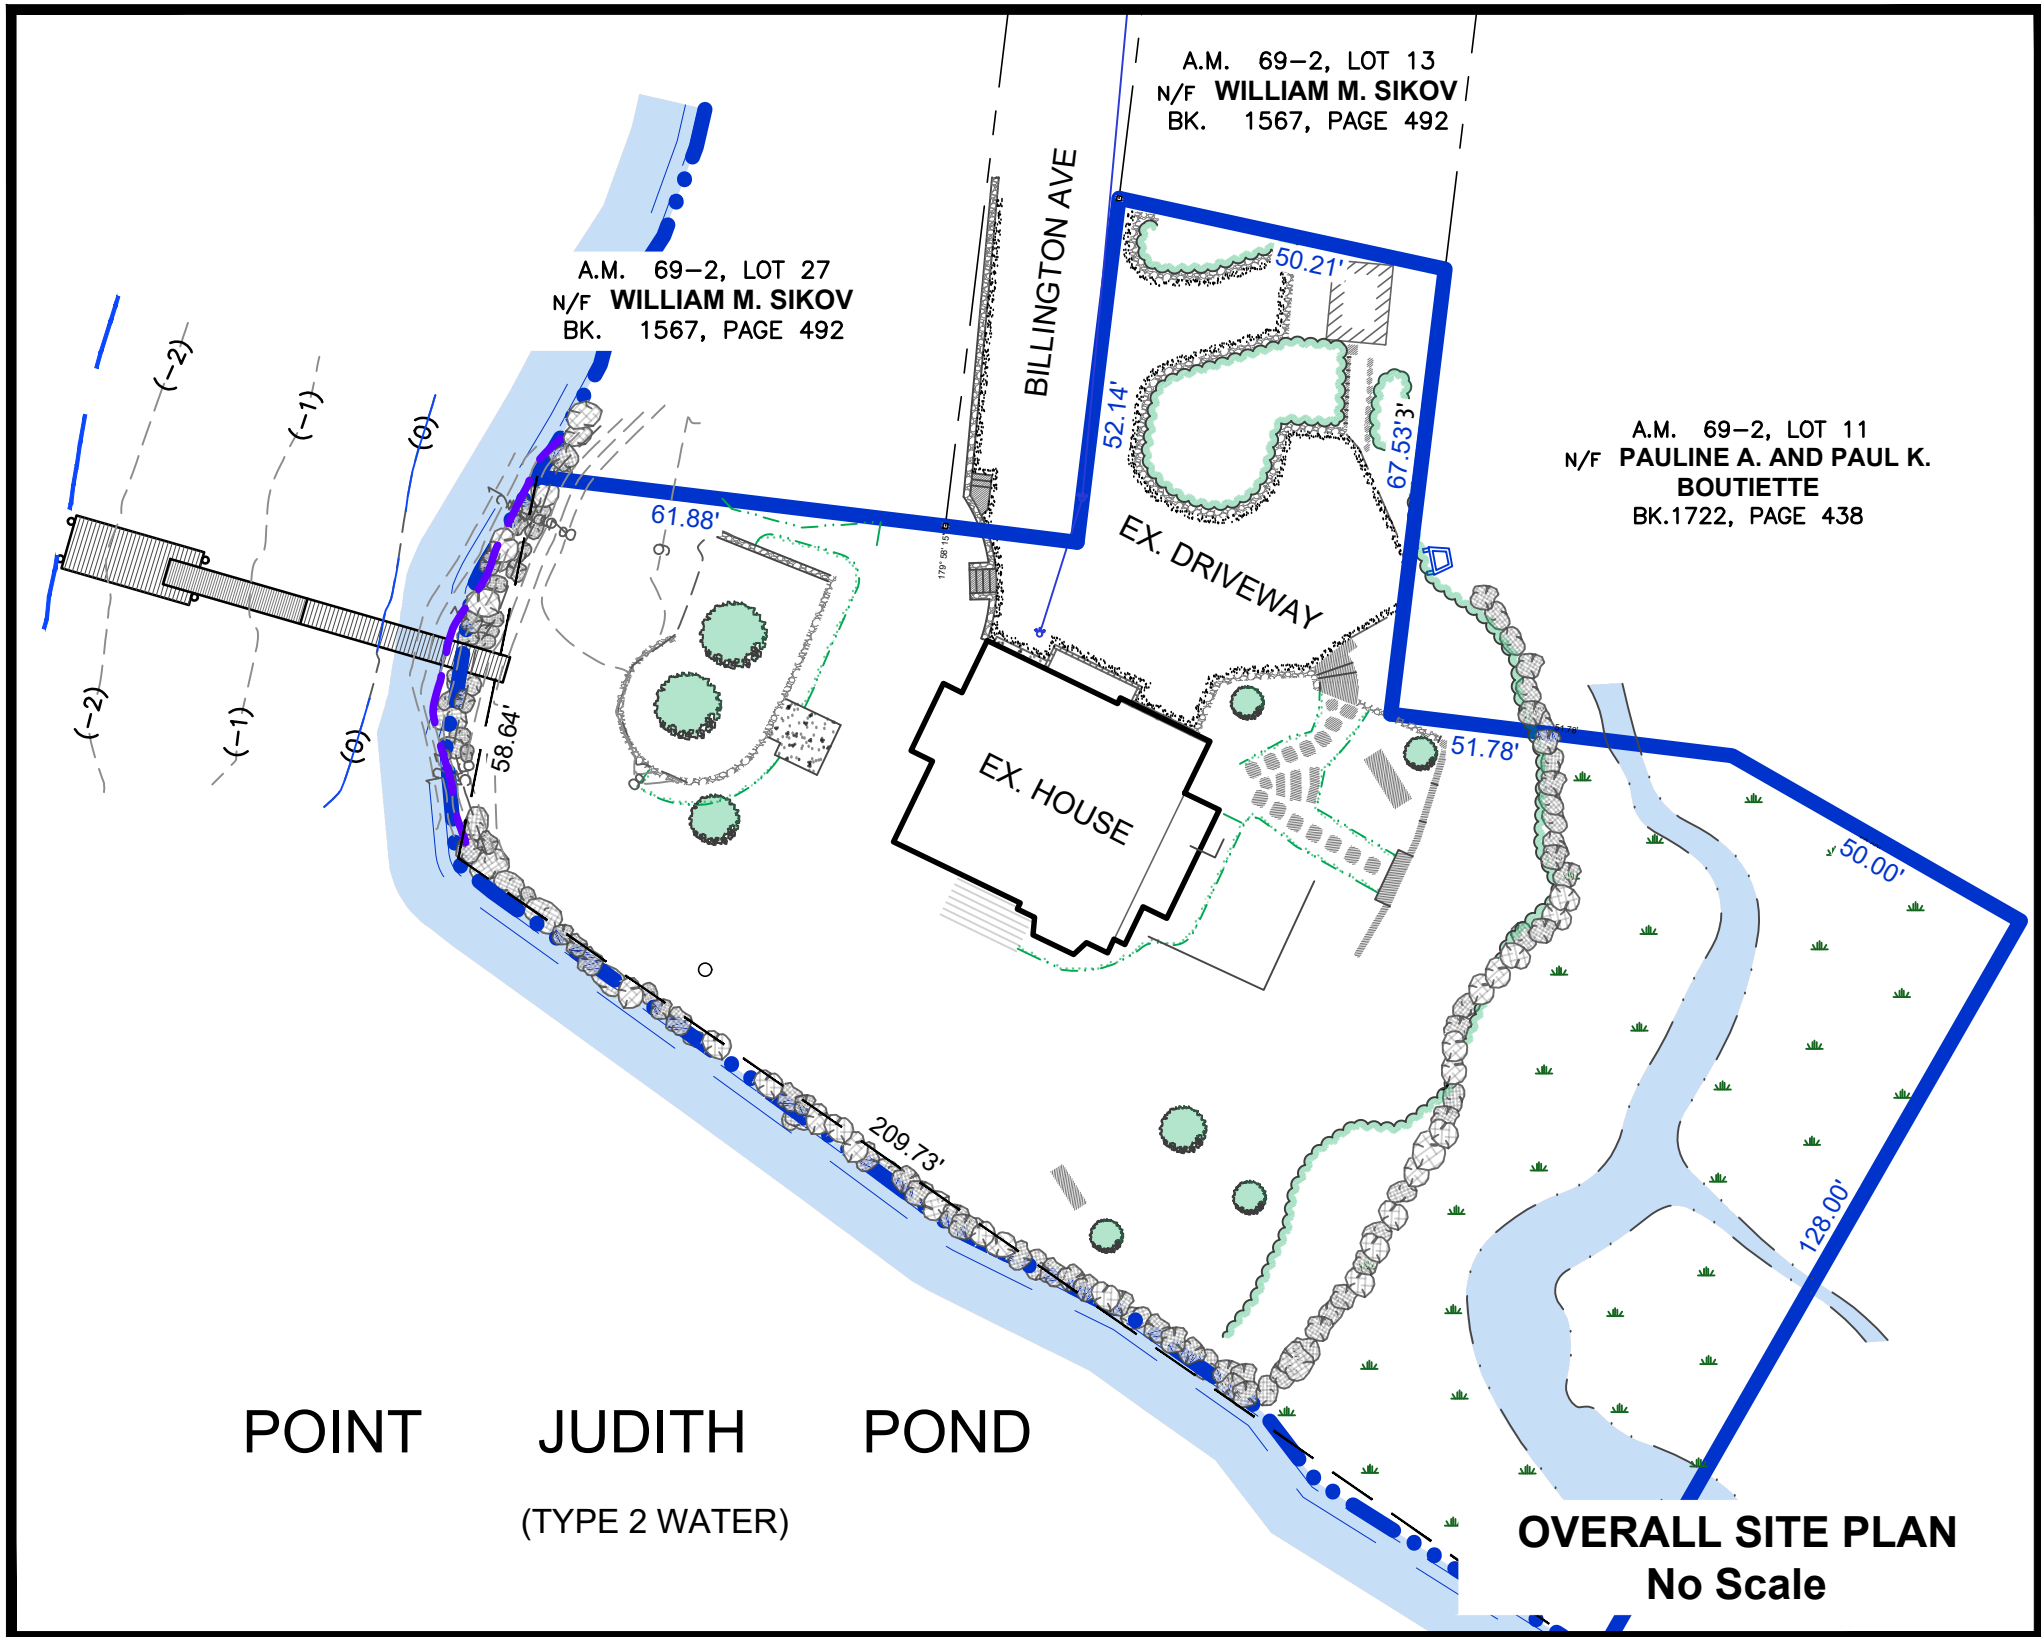 A.M. 69-2, LOT 13
N/F WILLIAM M. SIKOV
BK. 1567, PAGE 492
A.M. 69-2, LOT 27
N/F WILLIAM M. SIKOV
BK. 1567, PAGE 492
BILLINGTON AVE
50.21'
52.14'
67.53'
A.M. 69-2, LOT 11
N/F PAULINE A. AND PAUL K.
BOUTIETTE
BK.1722, PAGE 438
(-2)
(-1)
(0)
61.88'
EX. DRIVEWAY
(-2)
(-1)
(0)
58.64'
EX. HOUSE
51.78'
51.78'
50.00'
209.73'
128.00'
POINT JUDITH POND
(TYPE 2 WATER)
OVERALL SITE PLAN
No Scale